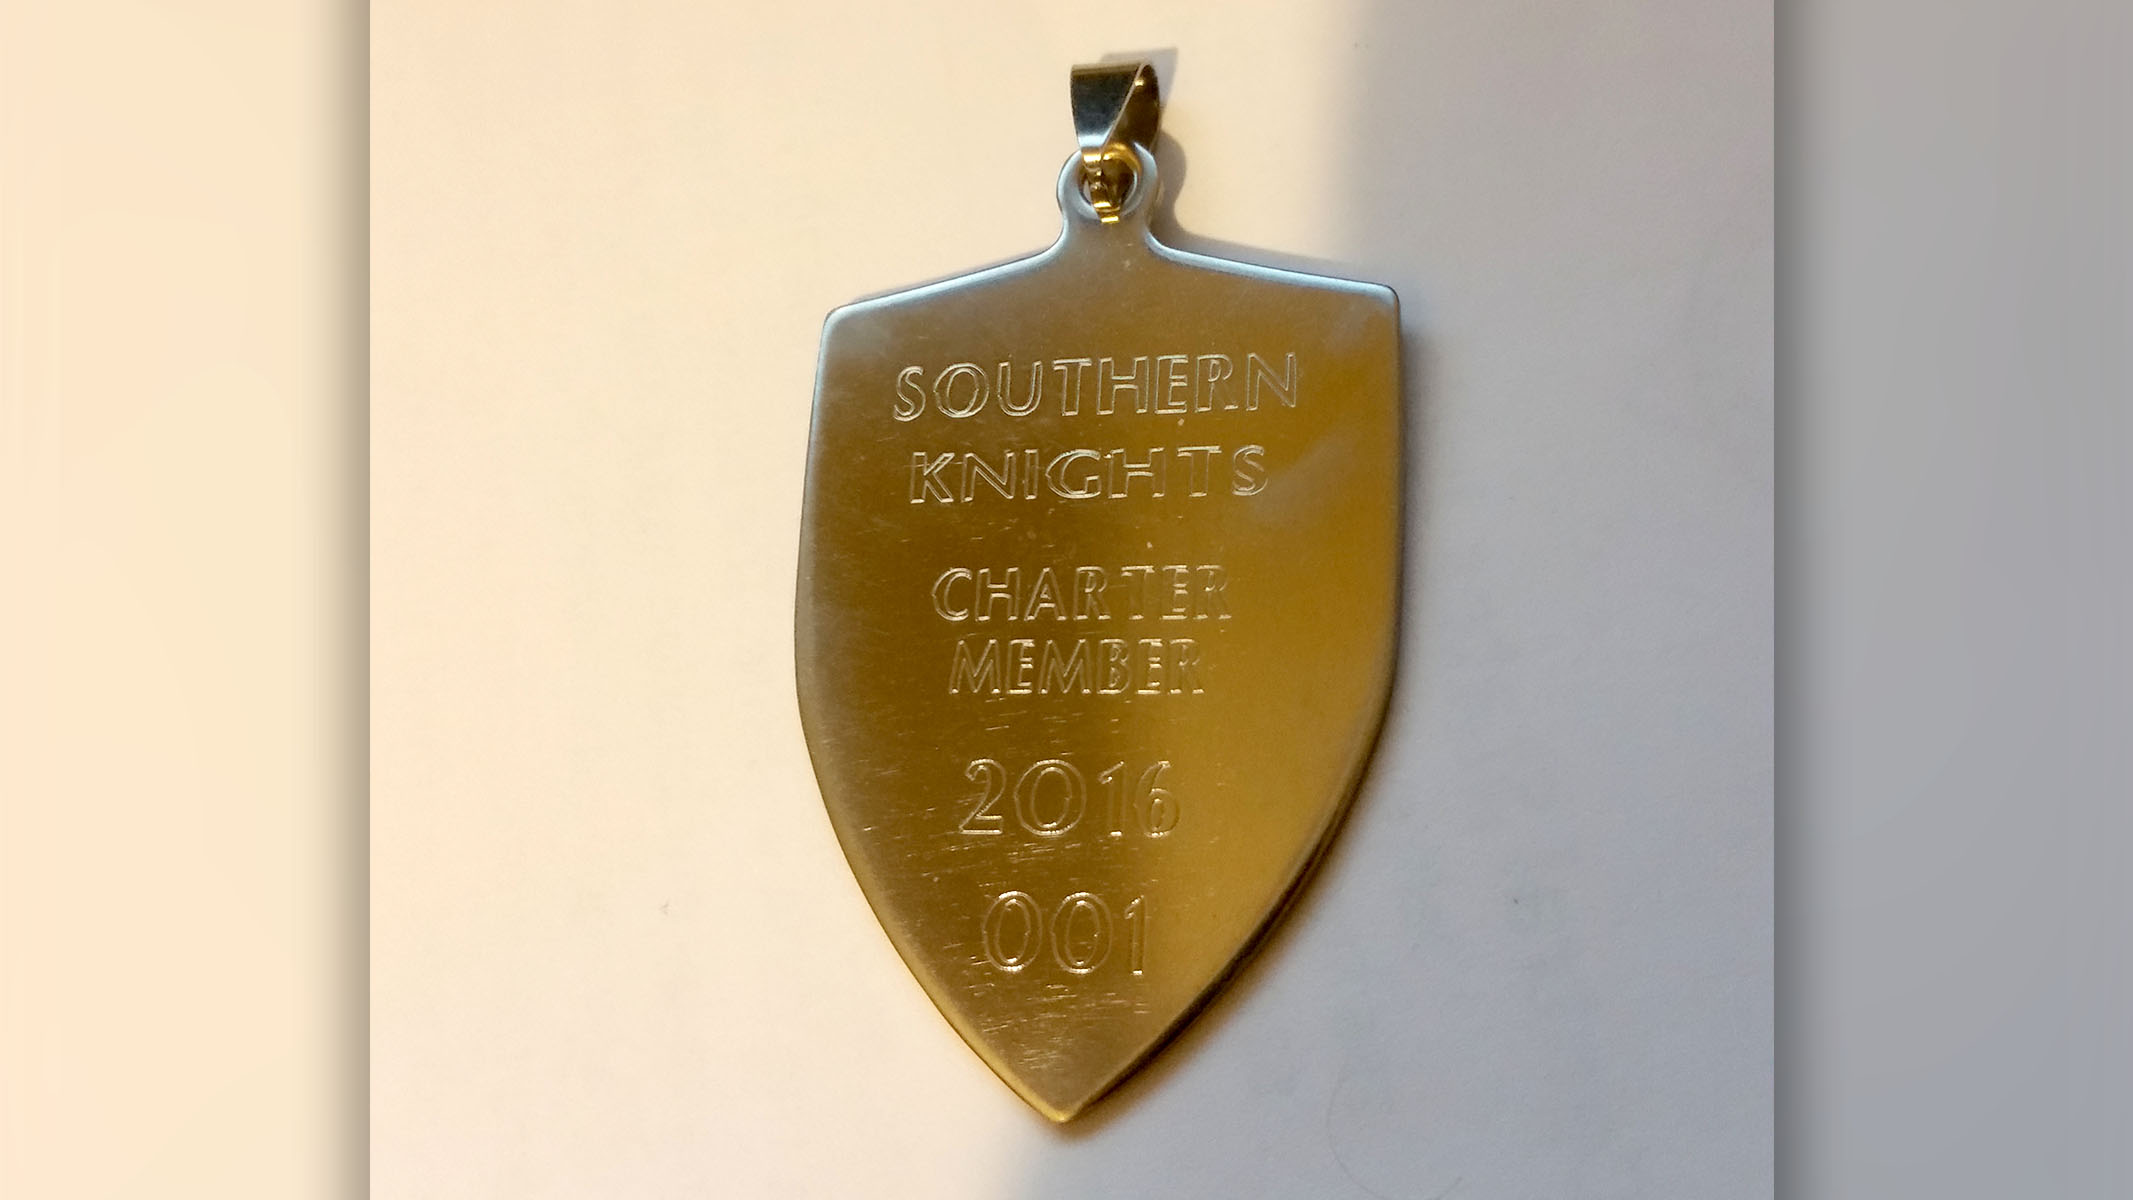 SOUTHERN
KNIGHTS
CHARTER
MEMBER
2016
001